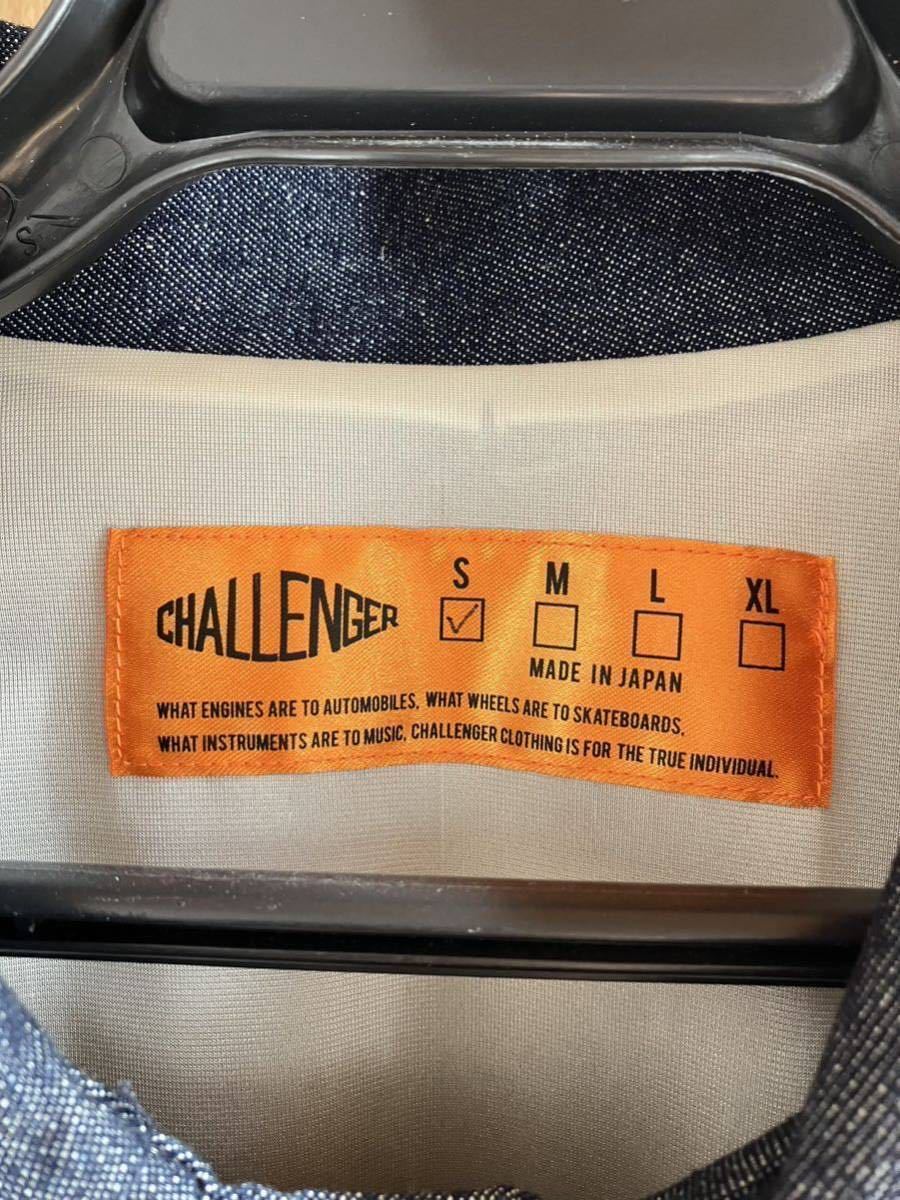 CHALLENGER
S M L XL
MADE IN JAPAN
WHAT ENGINES ARE TO AUTOMOBILES, WHAT WHEELS ARE TO SKATEBOARDS,
WHAT INSTRUMENTS ARE TO MUSIC, CHALLENGER CLOTHING IS FOR THE TRUE INDIVIDUAL.